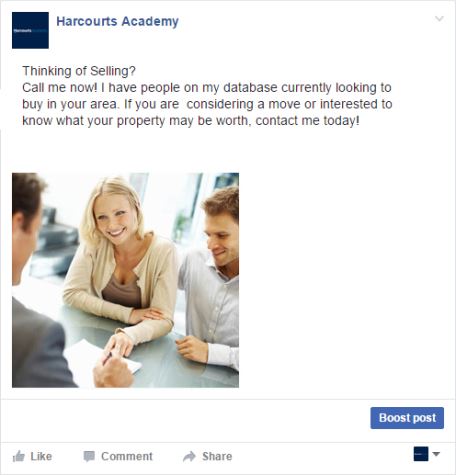 Harcourts Academy
Thinking of Selling?
Call me now! I have people on my database currently looking to
buy in your area. If you are  considering a move or interested to
know what your property may be worth, contact me today!
Boost post
Like
Comment
Share